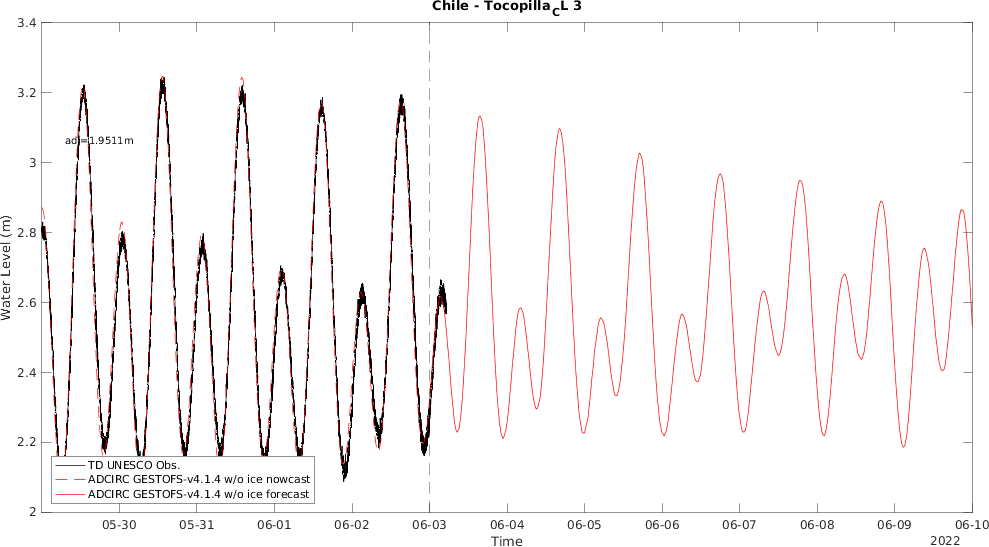 Chile - Tocopilla_CL 3
3.4
3.2
3
2.8
2.6
2.4
2.2
2
Water Level (m)
adj=1.9511m
TD UNESCO Obs.
ADCIRC GESTOFS-v4.1.4 w/o ice nowcast
ADCIRC GESTOFS-v4.1.4 w/o ice forecast
05-30 05-31 06-01 06-02 06-03 06-04 06-05 06-06 06-07 06-08 06-09 06-10
Time
2022